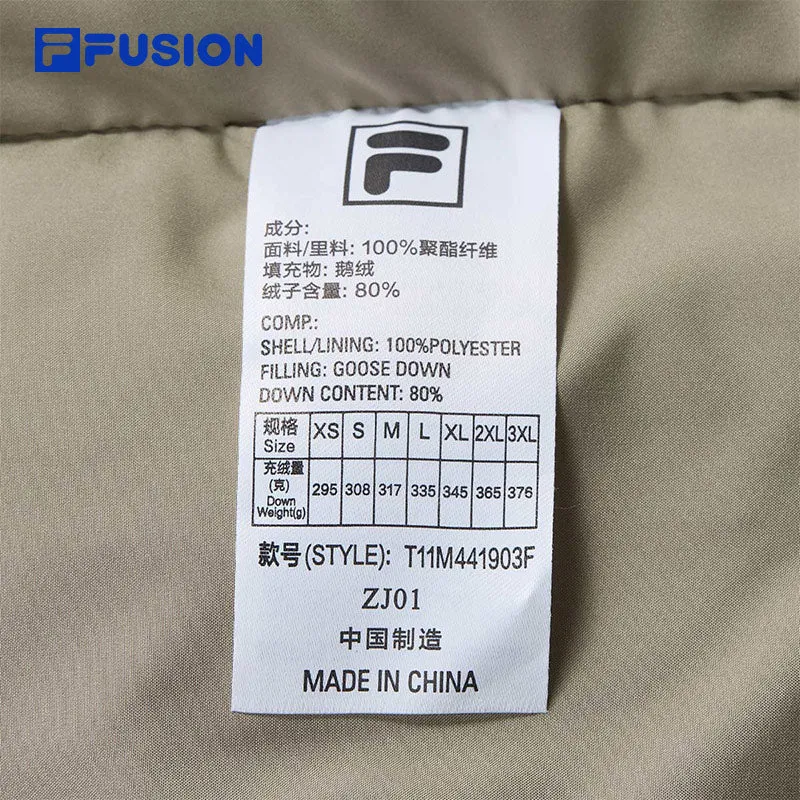 FUSION
成分:
面料/里料: 100%聚酯纤维
填充物: 鹅绒
绒子含量: 80%
COMP.:
SHELL/LINING: 100%POLYESTER
FILLING: GOOSE DOWN
DOWN CONTENT: 80%
规格 Size XS S M L XL 2XL 3XL
充绒量 (克) Down Weight(g) 295 308 317 335 345 365 376
款号(STYLE): T11M441903F
ZJ01
中国制造
MADE IN CHINA